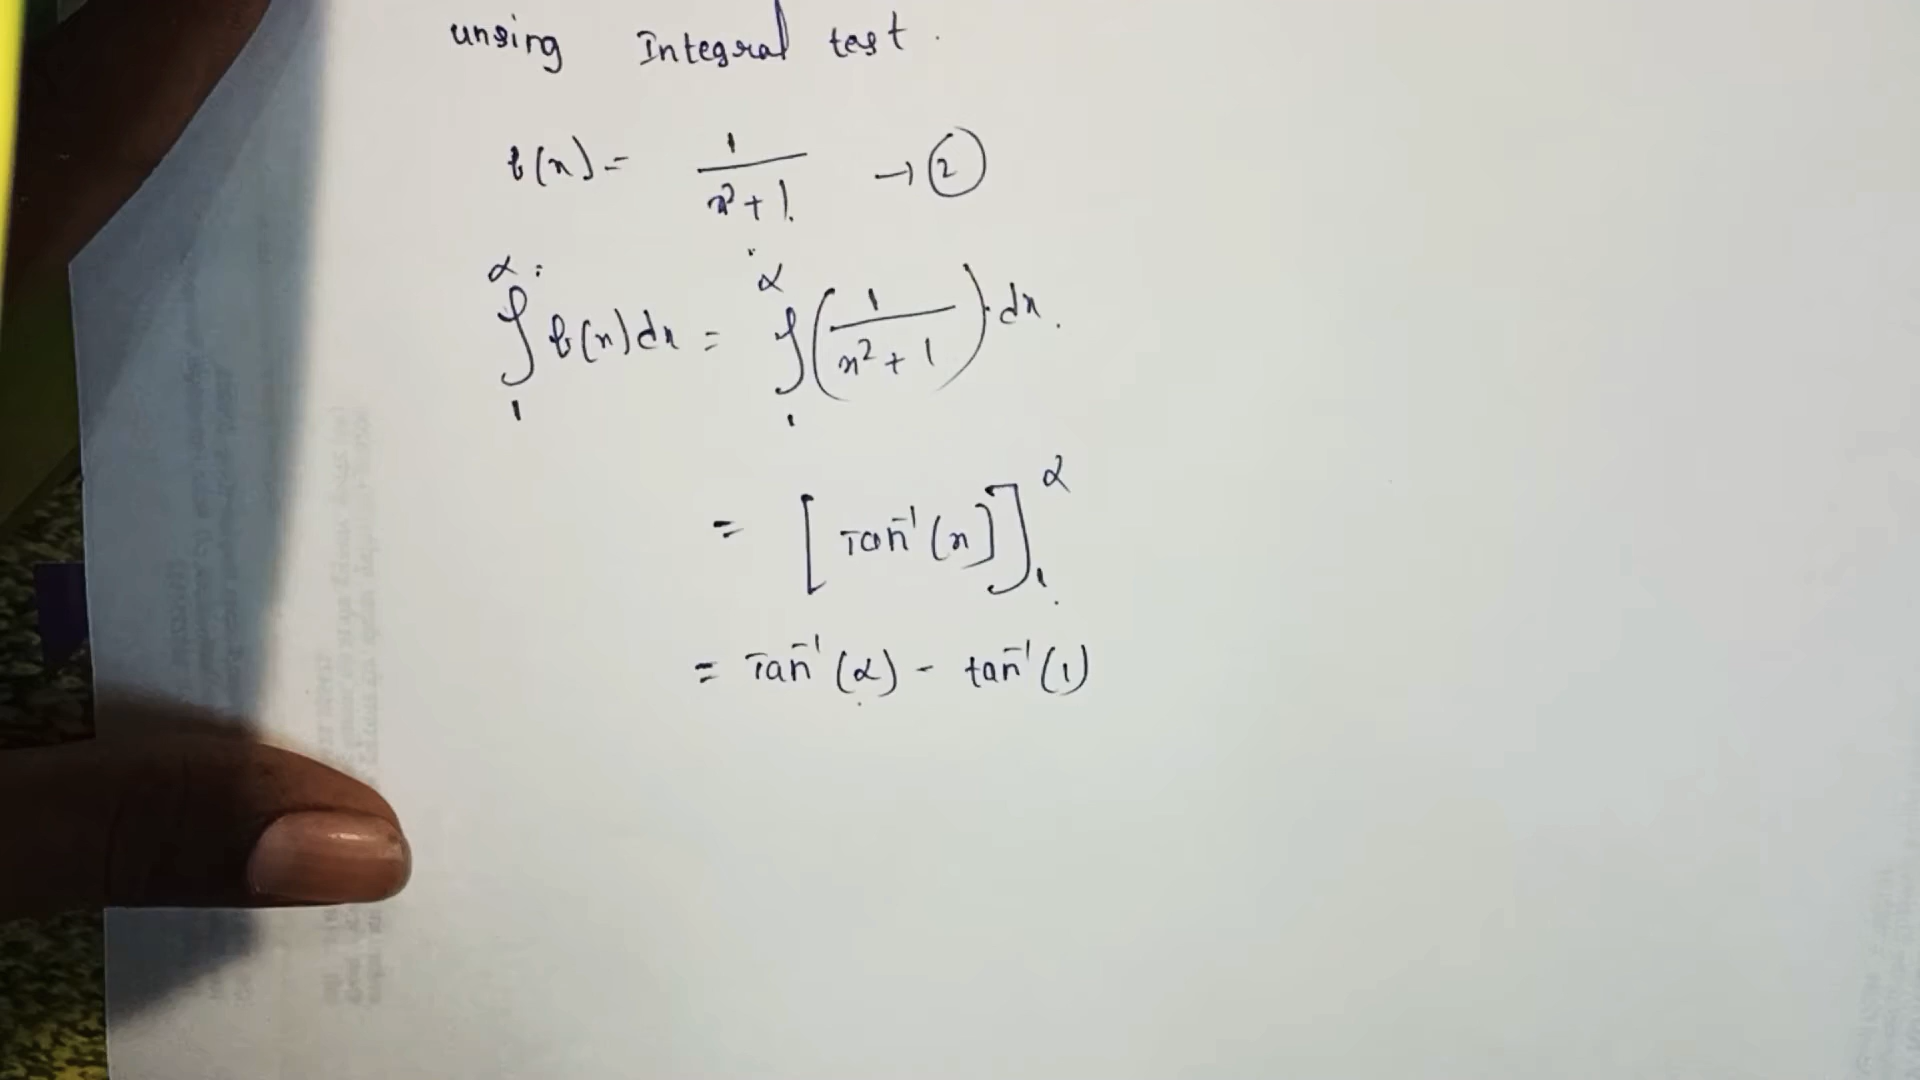 unsing Integral test.
f(x) = 1/(x²+1) → ②
∫₁^α f(x)dx = ∫₁^α (1/(x²+1)).dx.
= [Tan⁻¹(x)]₁^α
= Tan⁻¹(α) - tan⁻¹(1)